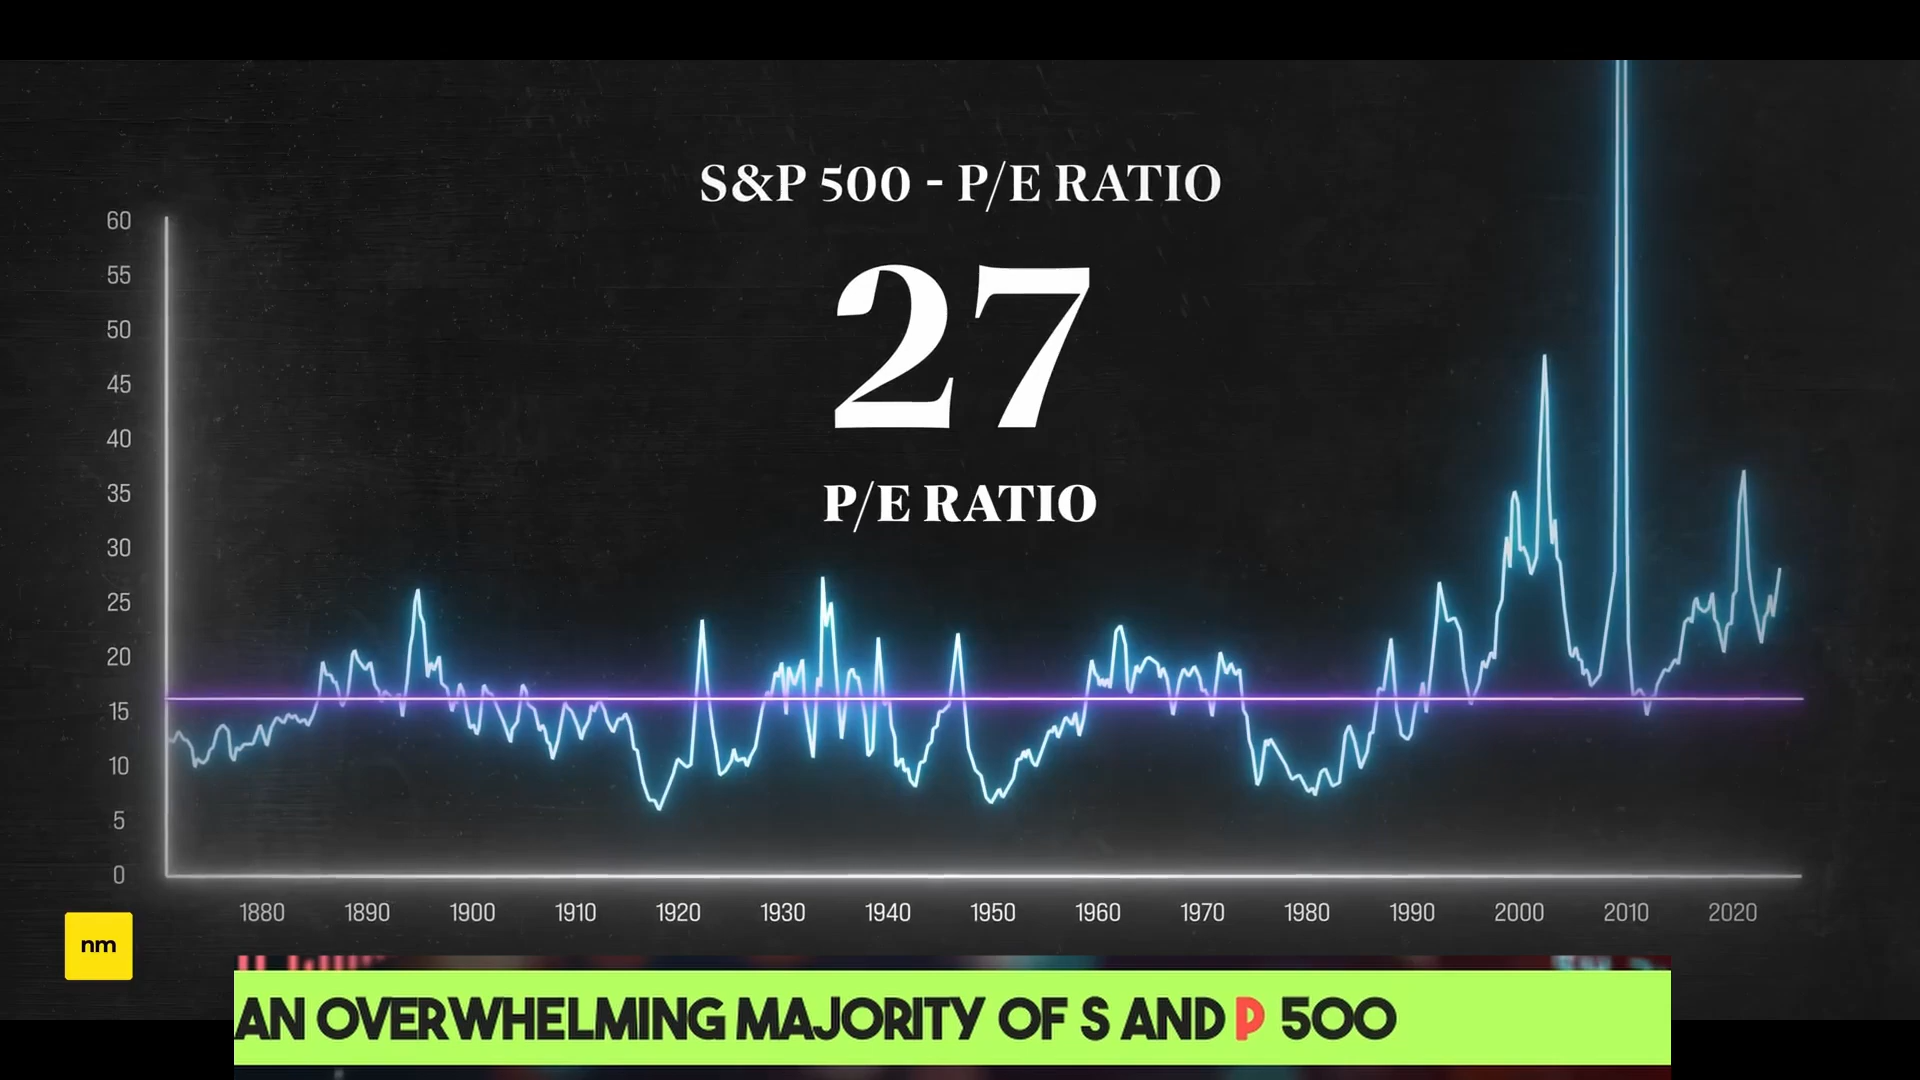 S&P 500 - P/E RATIO
27
P/E RATIO
60
55
50
45
40
35
30
25
20
15
10
5
0
1880 1890 1900 1910 1920 1930 1940 1950 1960 1970 1980 1990 2000 2010 2020
nm
AN OVERWHELMING MAJORITY OF S AND P 500